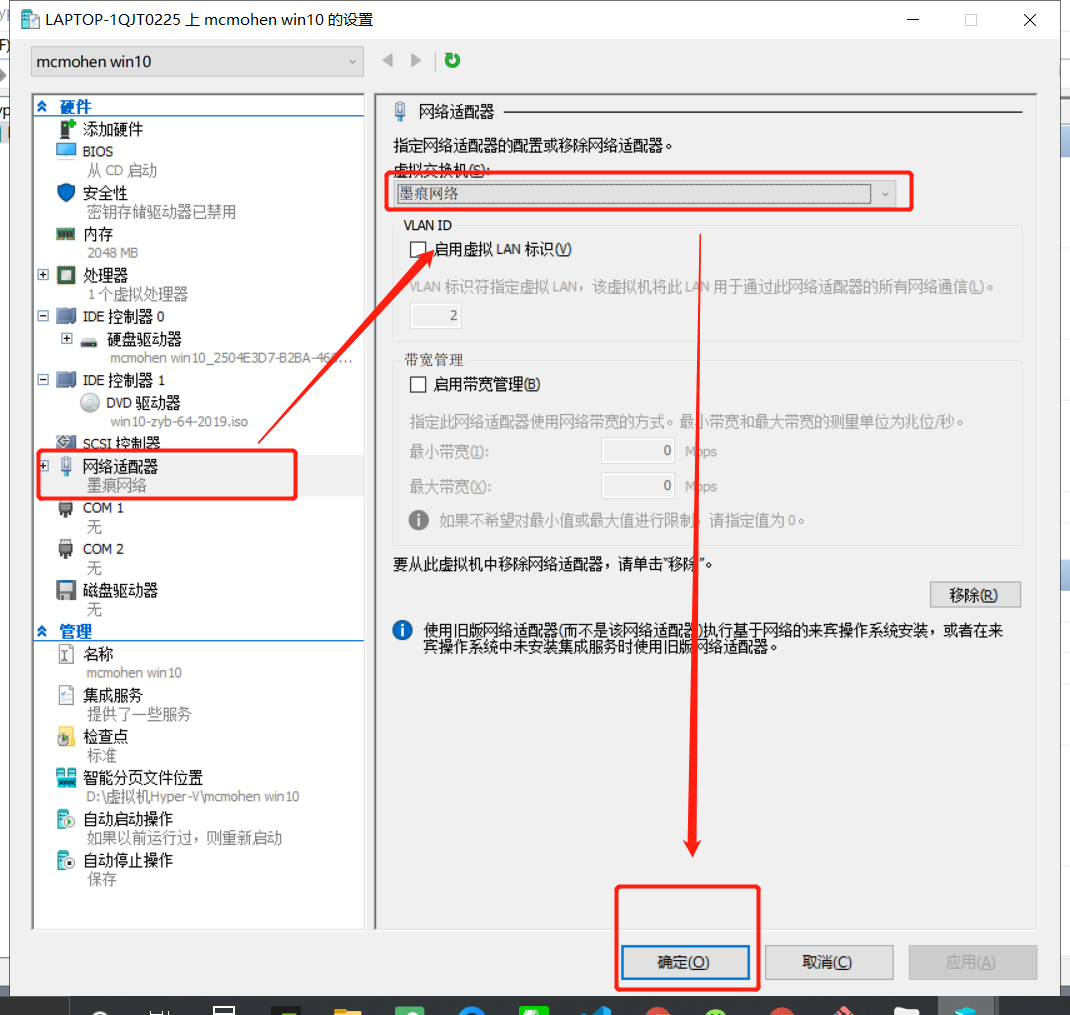 LAPTOP-1QJT0225 上 mcmohen win10 的设置
mcmohen win10
硬件
添加硬件
BIOS
从 CD 启动
安全性
密钥存储驱动器已禁用
内存
2048 MB
处理器
1 个虚拟处理器
IDE 控制器 0
硬盘驱动器
mcmohen win10_2504E3D7-B2BA-466...
IDE 控制器 1
DVD 驱动器
win10-zyb-64-2019.iso
SCSI 控制器
网络适配器
墨痕网络
COM 1
无
COM 2
无
磁盘驱动器
无
管理
名称
mcmohen win10
集成服务
提供了一些服务
检查点
标准
智能分页文件位置
D:\虚拟机Hyper-V\mcmohen win10
自动启动操作
如果以前运行过，则重新启动
自动停止操作
保存
网络适配器
指定网络适配器的配置或移除网络适配器。
虚拟交换机(S):
墨痕网络
VLAN ID
启用虚拟 LAN 标识(V)
VLAN 标识符指定虚拟 LAN，该虚拟机将此 LAN 用于通过此网络适配器的所有网络通信(L)。
2
带宽管理
启用带宽管理(B)
指定此网络适配器使用网络带宽的方式。最小带宽和最大带宽的测量单位为兆位/秒。
最小带宽(I):
0
Mbps
最大带宽(X):
0
Mbps
如果不希望对最小值或最大值进行限制，请指定值为 0。
要从此虚拟机中移除网络适配器，请单击"移除"。
移除(R)
使用旧版网络适配器(而不是该网络适配器)执行基于网络的来宾操作系统安装，或者在来
宾操作系统中未安装集成服务时使用旧版网络适配器。
确定(O)
取消(C)
应用(A)